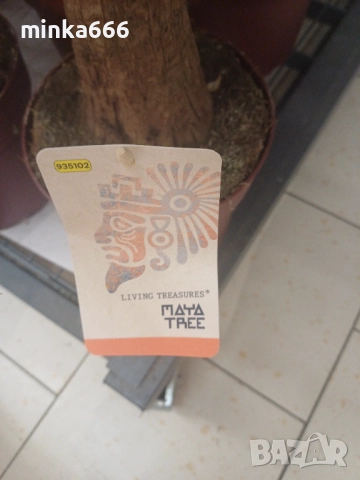 minka666
935102
LIVING TREASURES*
MAYA
TREE
BAZAR